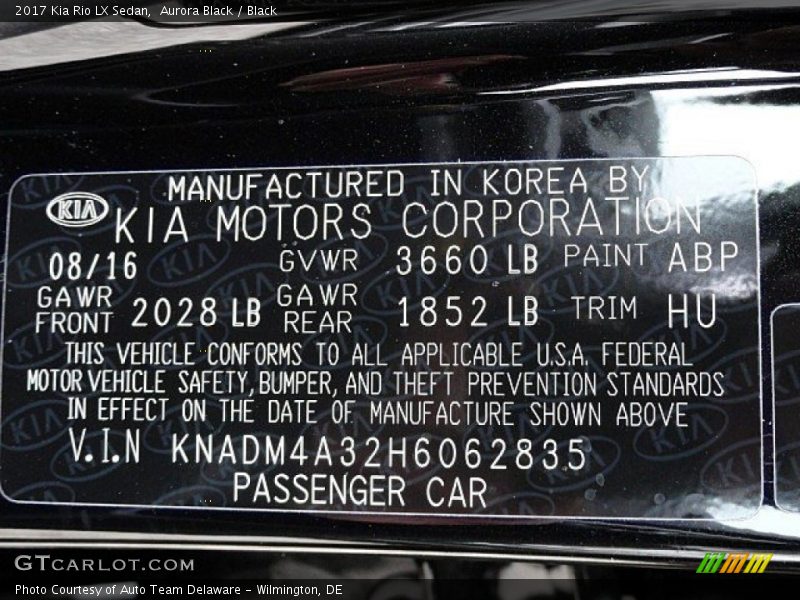 2017 Kia Rio LX Sedan,  Aurora Black / Black
MANUFACTURED IN KOREA BY
KIA KIA MOTORS CORPORATION
08/16 GVWR 3660 LB PAINT ABP
GAWR FRONT 2028 LB GAWR REAR 1852 LB TRIM HU
THIS VEHICLE CONFORMS TO ALL APPLICABLE U.S.A. FEDERAL
MOTOR VEHICLE SAFETY, BUMPER, AND THEFT PREVENTION STANDARDS
IN EFFECT ON THE DATE OF MANUFACTURE SHOWN ABOVE
V.I.N KNADM4A32H6062835
PASSENGER CAR
GTCARLOT.COM
Photo Courtesy of Auto Team Delaware - Wilmington, DE